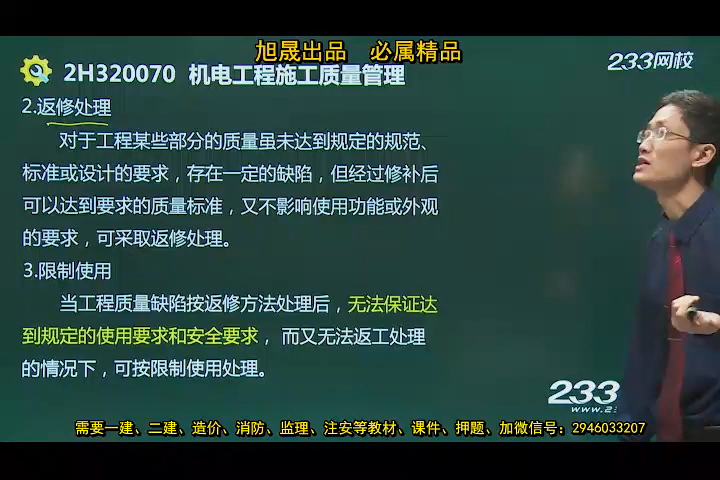 旭晟出品 必属精品
2H320070 机电工程施工质量管理
233网校
2.返修处理
对于工程某些部分的质量虽未达到规定的规范、
标准或设计的要求，存在一定的缺陷，但经过修补后
可以达到要求的质量标准，又不影响使用功能或外观
的要求，可采取返修处理。
3.限制使用
当工程质量缺陷按返修方法处理后，无法保证达
到规定的使用要求和安全要求，而又无法返工处理
的情况下，可按限制使用处理。
233
www.2
需要一建、二建、造价、消防、监理、注安等教材、课件、押题、加微信号：2946033207